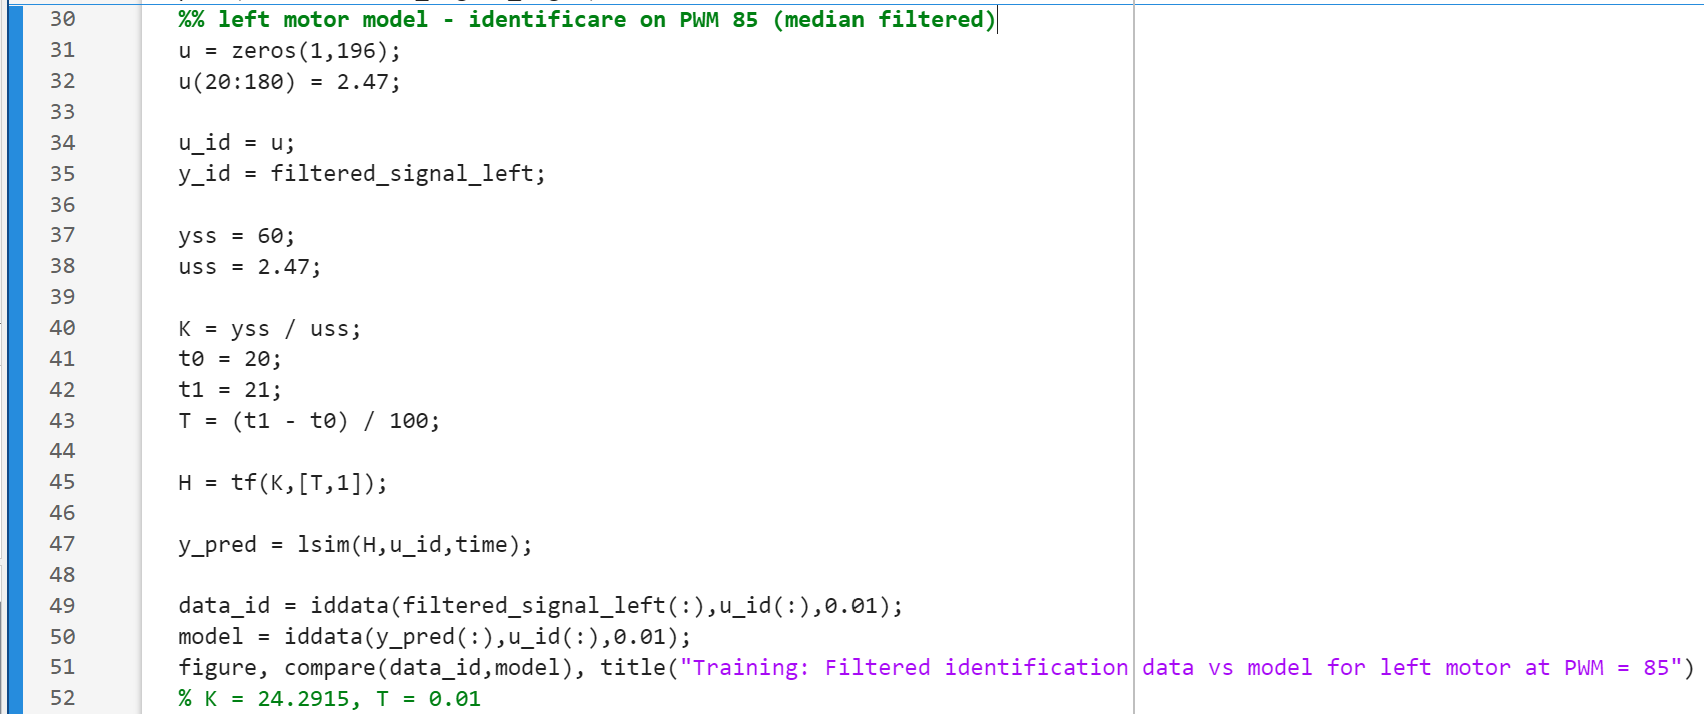 30 %% left motor model - identificare on PWM 85 (median filtered)
31 u = zeros(1,196);
32 u(20:180) = 2.47;
33
34 u_id = u;
35 y_id = filtered_signal_left;
36
37 yss = 60;
38 uss = 2.47;
39
40 K = yss / uss;
41 t0 = 20;
42 t1 = 21;
43 T = (t1 - t0) / 100;
44
45 H = tf(K,[T,1]);
46
47 y_pred = lsim(H,u_id,time);
48
49 data_id = iddata(filtered_signal_left(:),u_id(:),0.01);
50 model = iddata(y_pred(:),u_id(:),0.01);
51 figure, compare(data_id,model), title("Training: Filtered identification data vs model for left motor at PWM = 85")
52 % K = 24.2915, T = 0.01